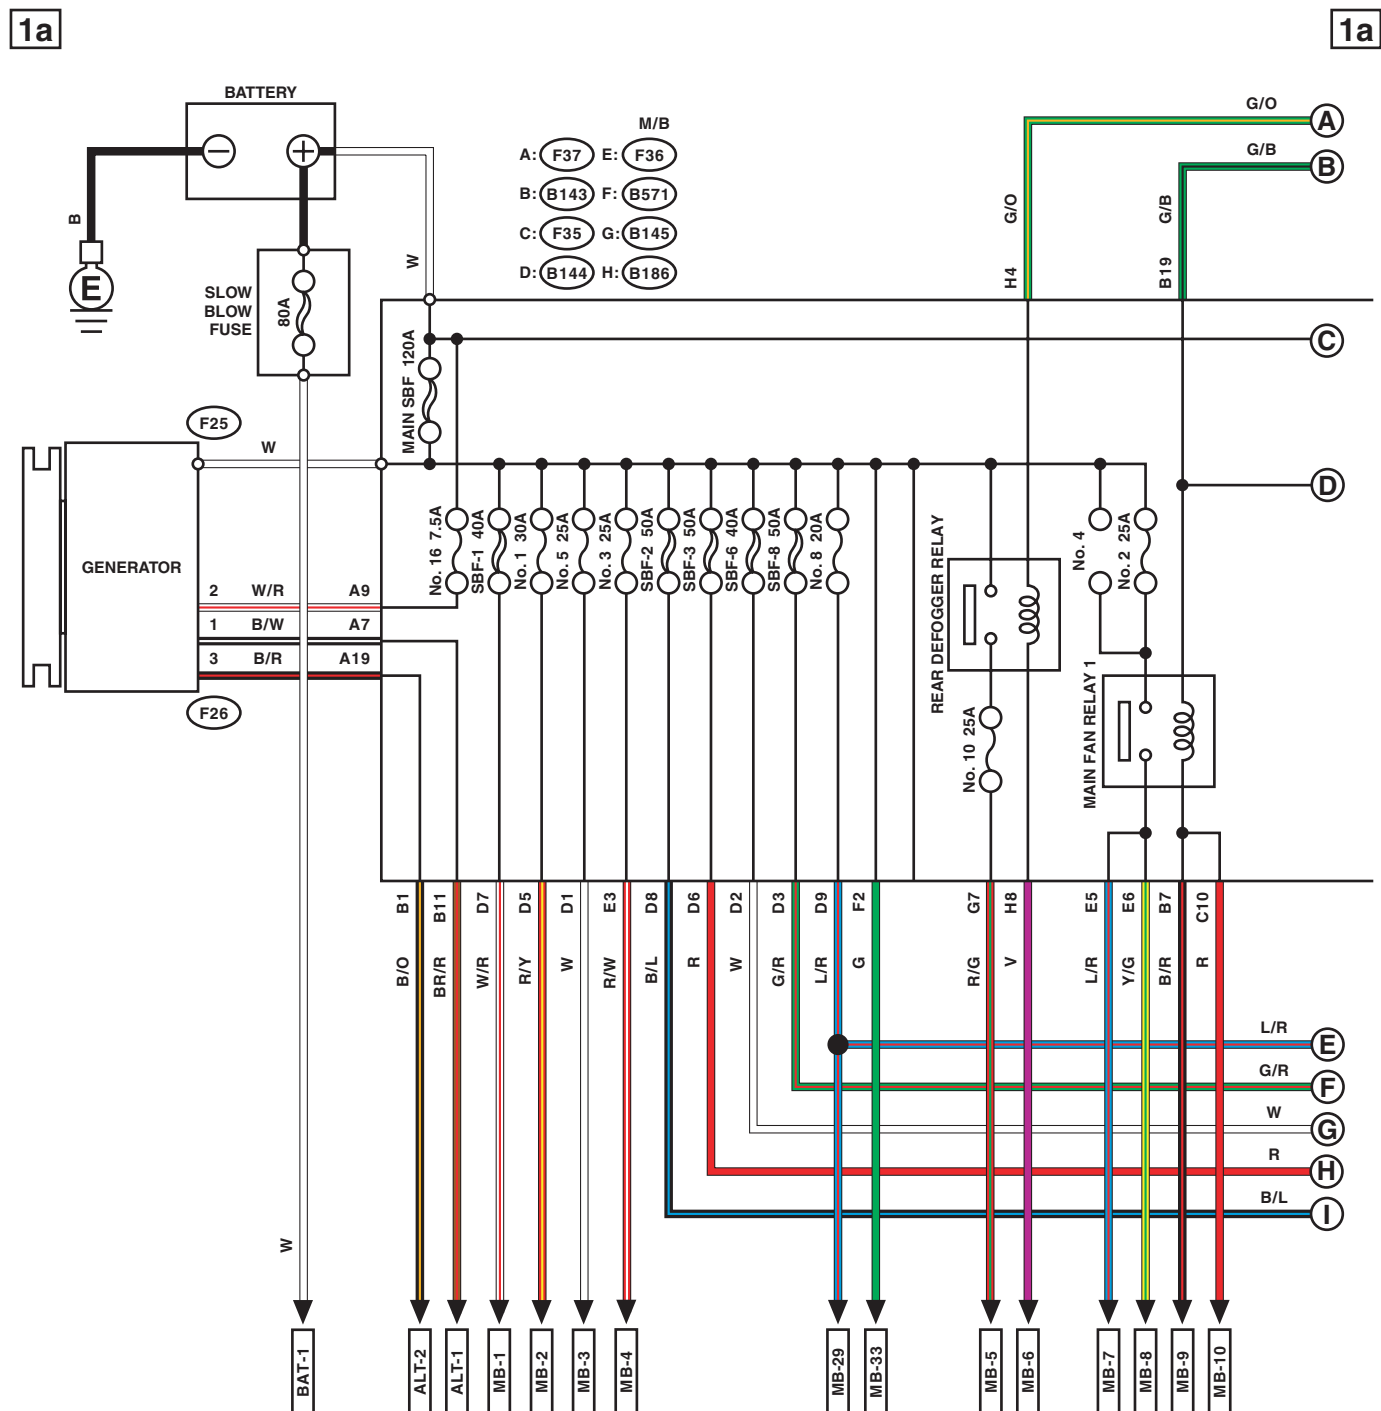 1a
1a
BATTERY
M/B
A: F37 E: F36
B: B143 F: B571
C: F35 G: B145
D: B144 H: B186
G/O
A
G/B
B
B
E
W
G/O
G/B
H4
B19
SLOW
BLOW
FUSE
80A
MAIN SBF 120A
C
F25
W
D
GENERATOR
No. 16 7.5A
SBF-1 40A
No. 1 30A
No. 5 25A
No. 3 25A
SBF-2 50A
SBF-3 50A
SBF-6 40A
SBF-8 50A
No. 8 20A
REAR DEFOGGER RELAY
No. 4
No. 2 25A
2 W/R A9
1 B/W A7
3 B/R A19
F26
No. 10 25A
MAIN FAN RELAY 1
B1
B11
D7
D5
D1
E3
D8
D6
D2
D3
D9
F2
G7
H8
E5
E6
B7
C10
B/O
BR/R
W/R
R/Y
W
R/W
B/L
R
W
G/R
L/R
G
R/G
V
L/R
Y/G
B/R
R
L/R
E
G/R
F
W
G
R
H
B/L
I
W
BAT-1
ALT-2
ALT-1
MB-1
MB-2
MB-3
MB-4
MB-29
MB-33
MB-5
MB-6
MB-7
MB-8
MB-9
MB-10